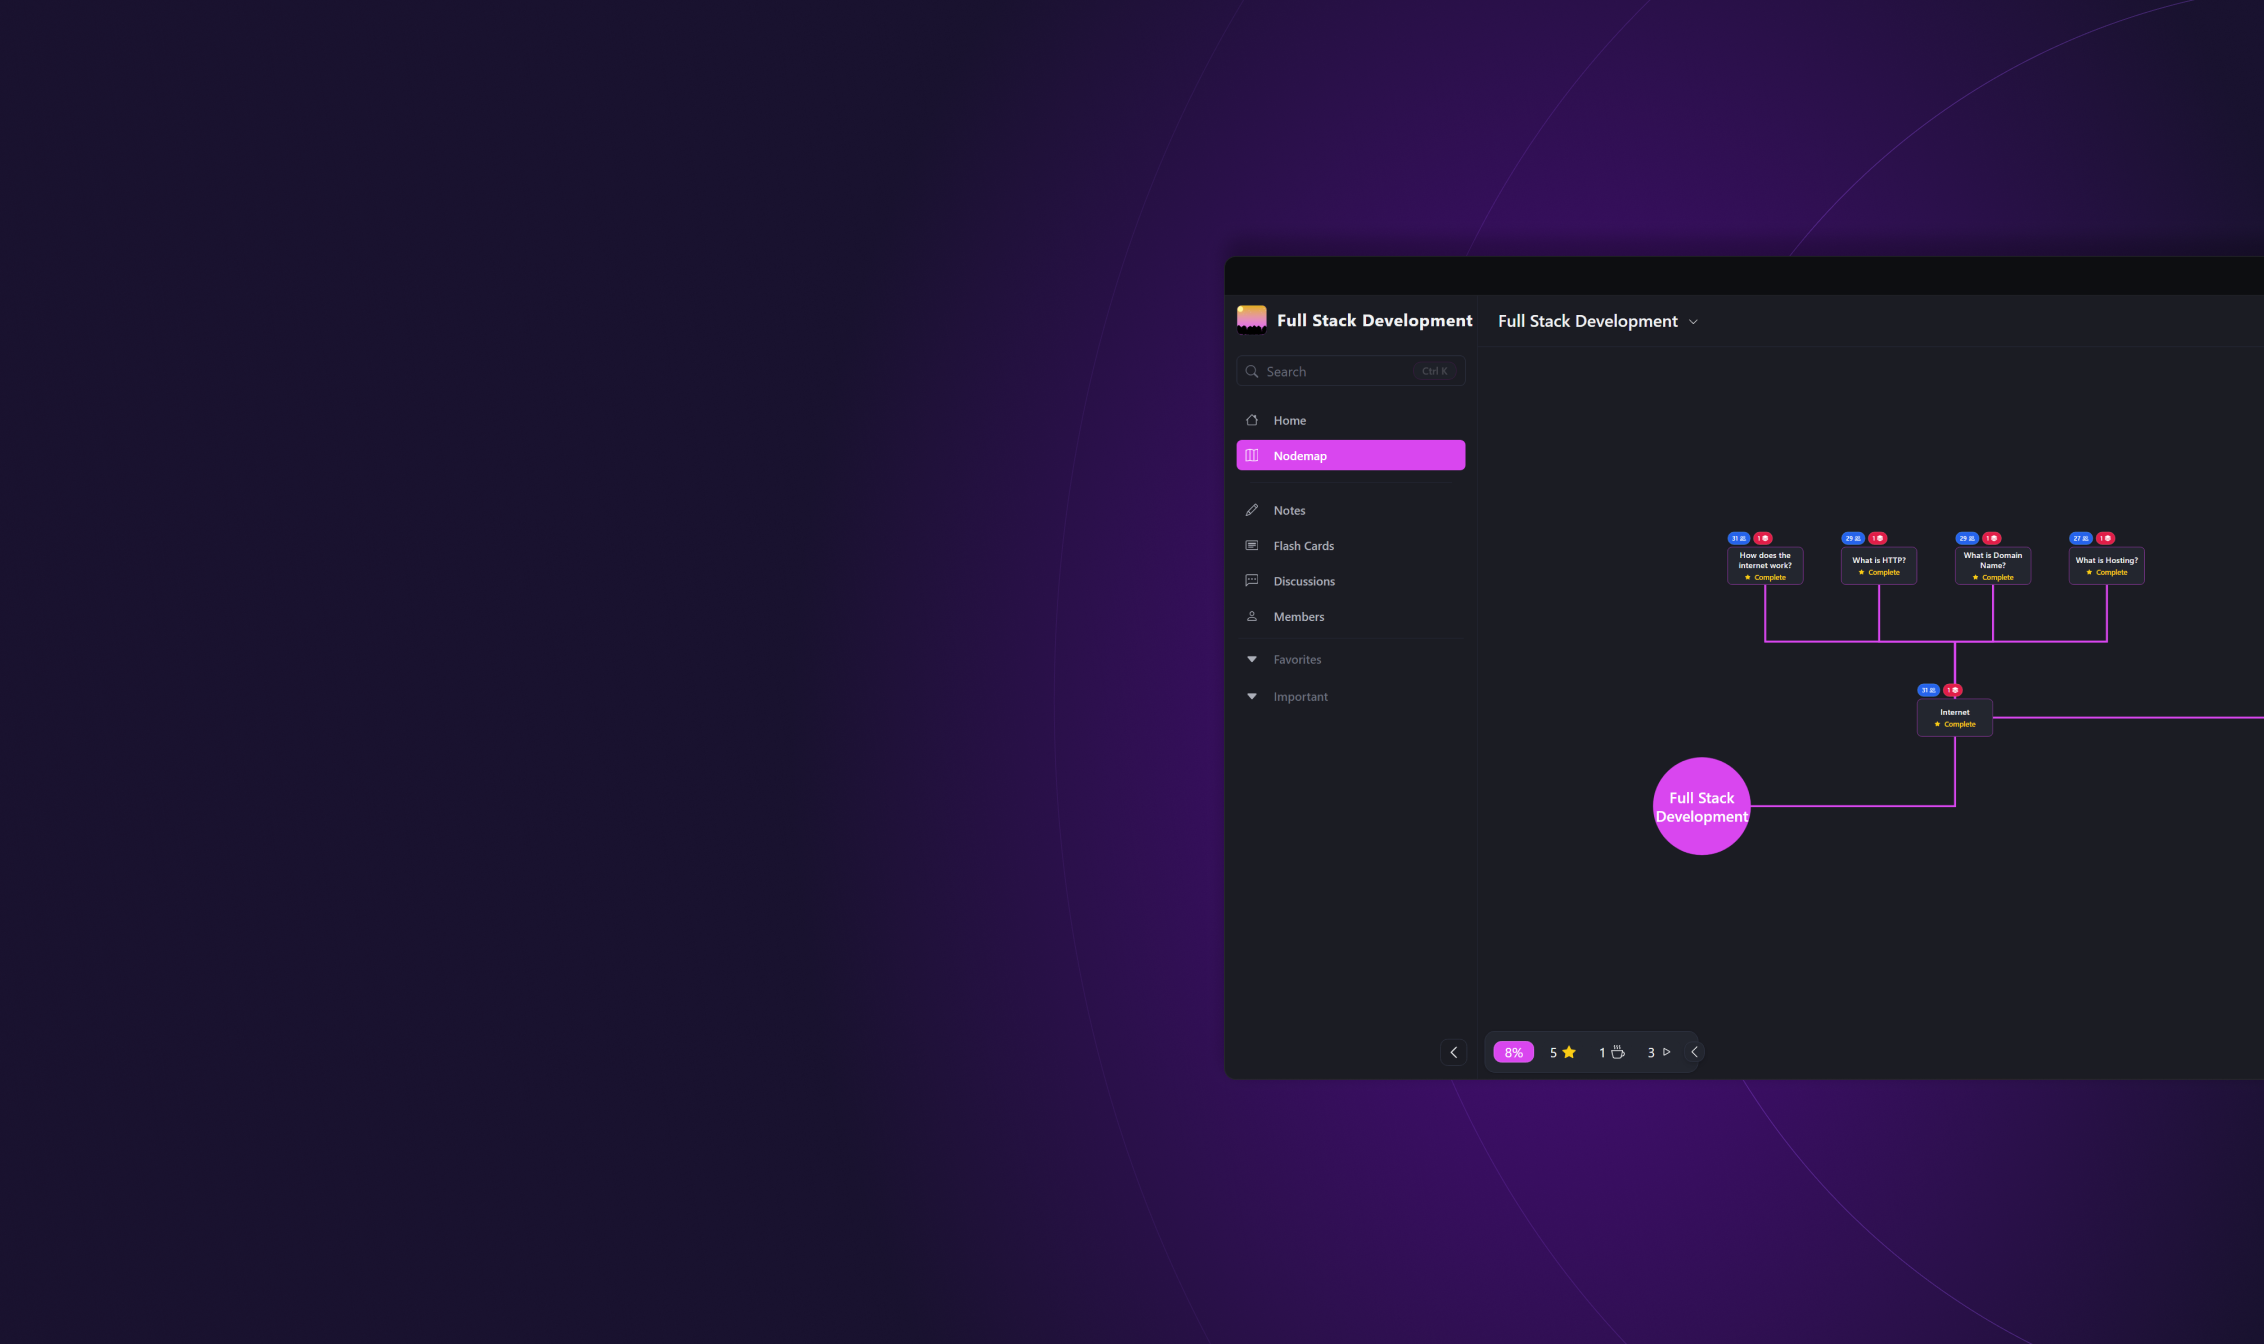 Full Stack Development
Full Stack Development
Search
Ctrl K
Home
Nodemap
Notes
Flash Cards
Discussions
Members
Favorites
Important
31
1
How does the
internet work?
Complete
29
1
What is HTTP?
Complete
29
1
What is Domain
Name?
Complete
27
1
What is Hosting?
Complete
31
1
Internet
Complete
Full Stack
Development
8%
5
1
3